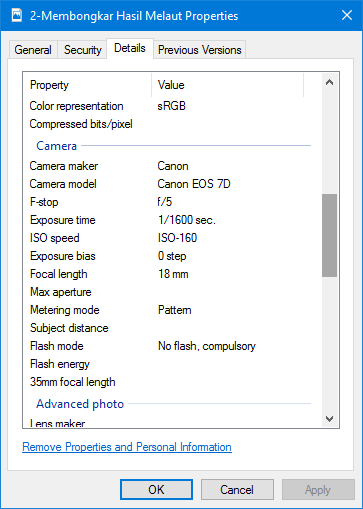 2-Membongkar Hasil Melaut Properties
General Security Details Previous Versions
Property Value
Color representation sRGB
Compressed bits/pixel
Camera
Camera maker Canon
Camera model Canon EOS 7D
F-stop f/5
Exposure time 1/1600 sec.
ISO speed ISO-160
Exposure bias 0 step
Focal length 18 mm
Max aperture
Metering mode Pattern
Subject distance
Flash mode No flash, compulsory
Flash energy
35mm focal length
Advanced photo
Lens maker
Remove Properties and Personal Information
OK Cancel Apply